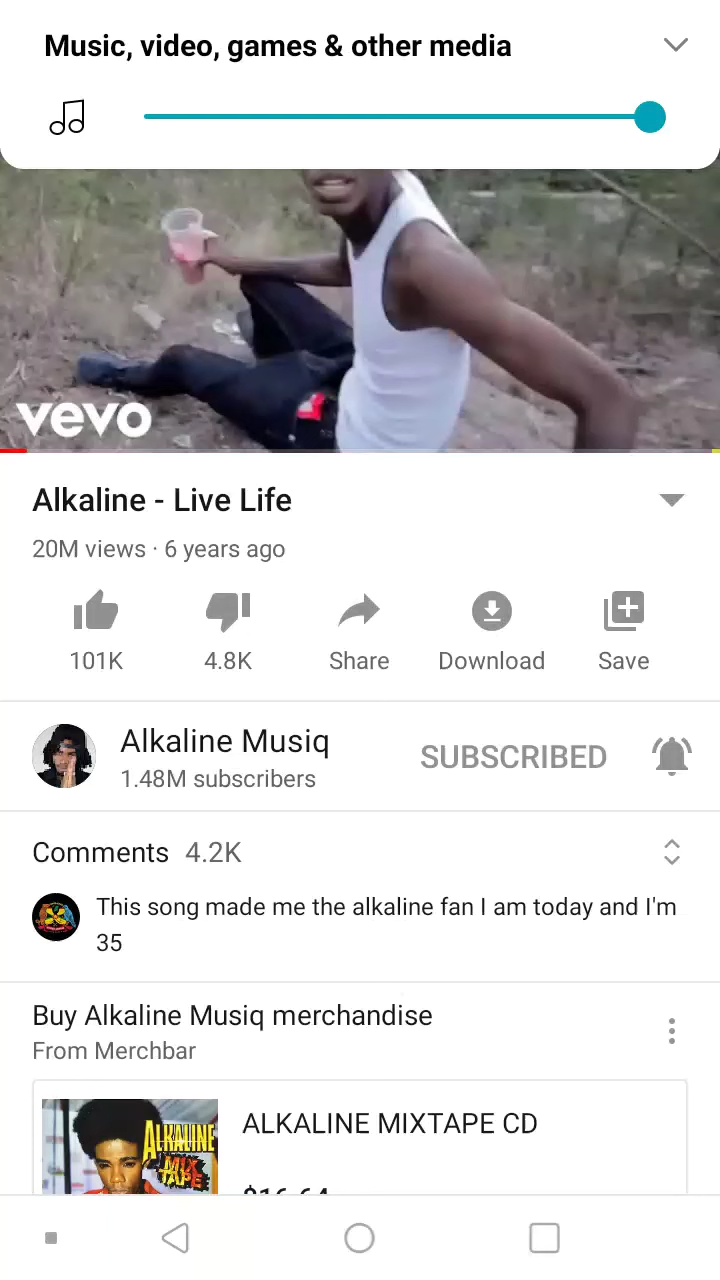 Music, video, games & other media
vevo
Alkaline - Live Life
20M views · 6 years ago
101K
4.8K
Share
Download
Save
Alkaline Musiq
1.48M subscribers
SUBSCRIBED
Comments 4.2K
This song made me the alkaline fan I am today and I'm
35
Buy Alkaline Musiq merchandise
From Merchbar
ALKALINE
MIX
TAPE
ALKALINE MIXTAPE CD
$16.64